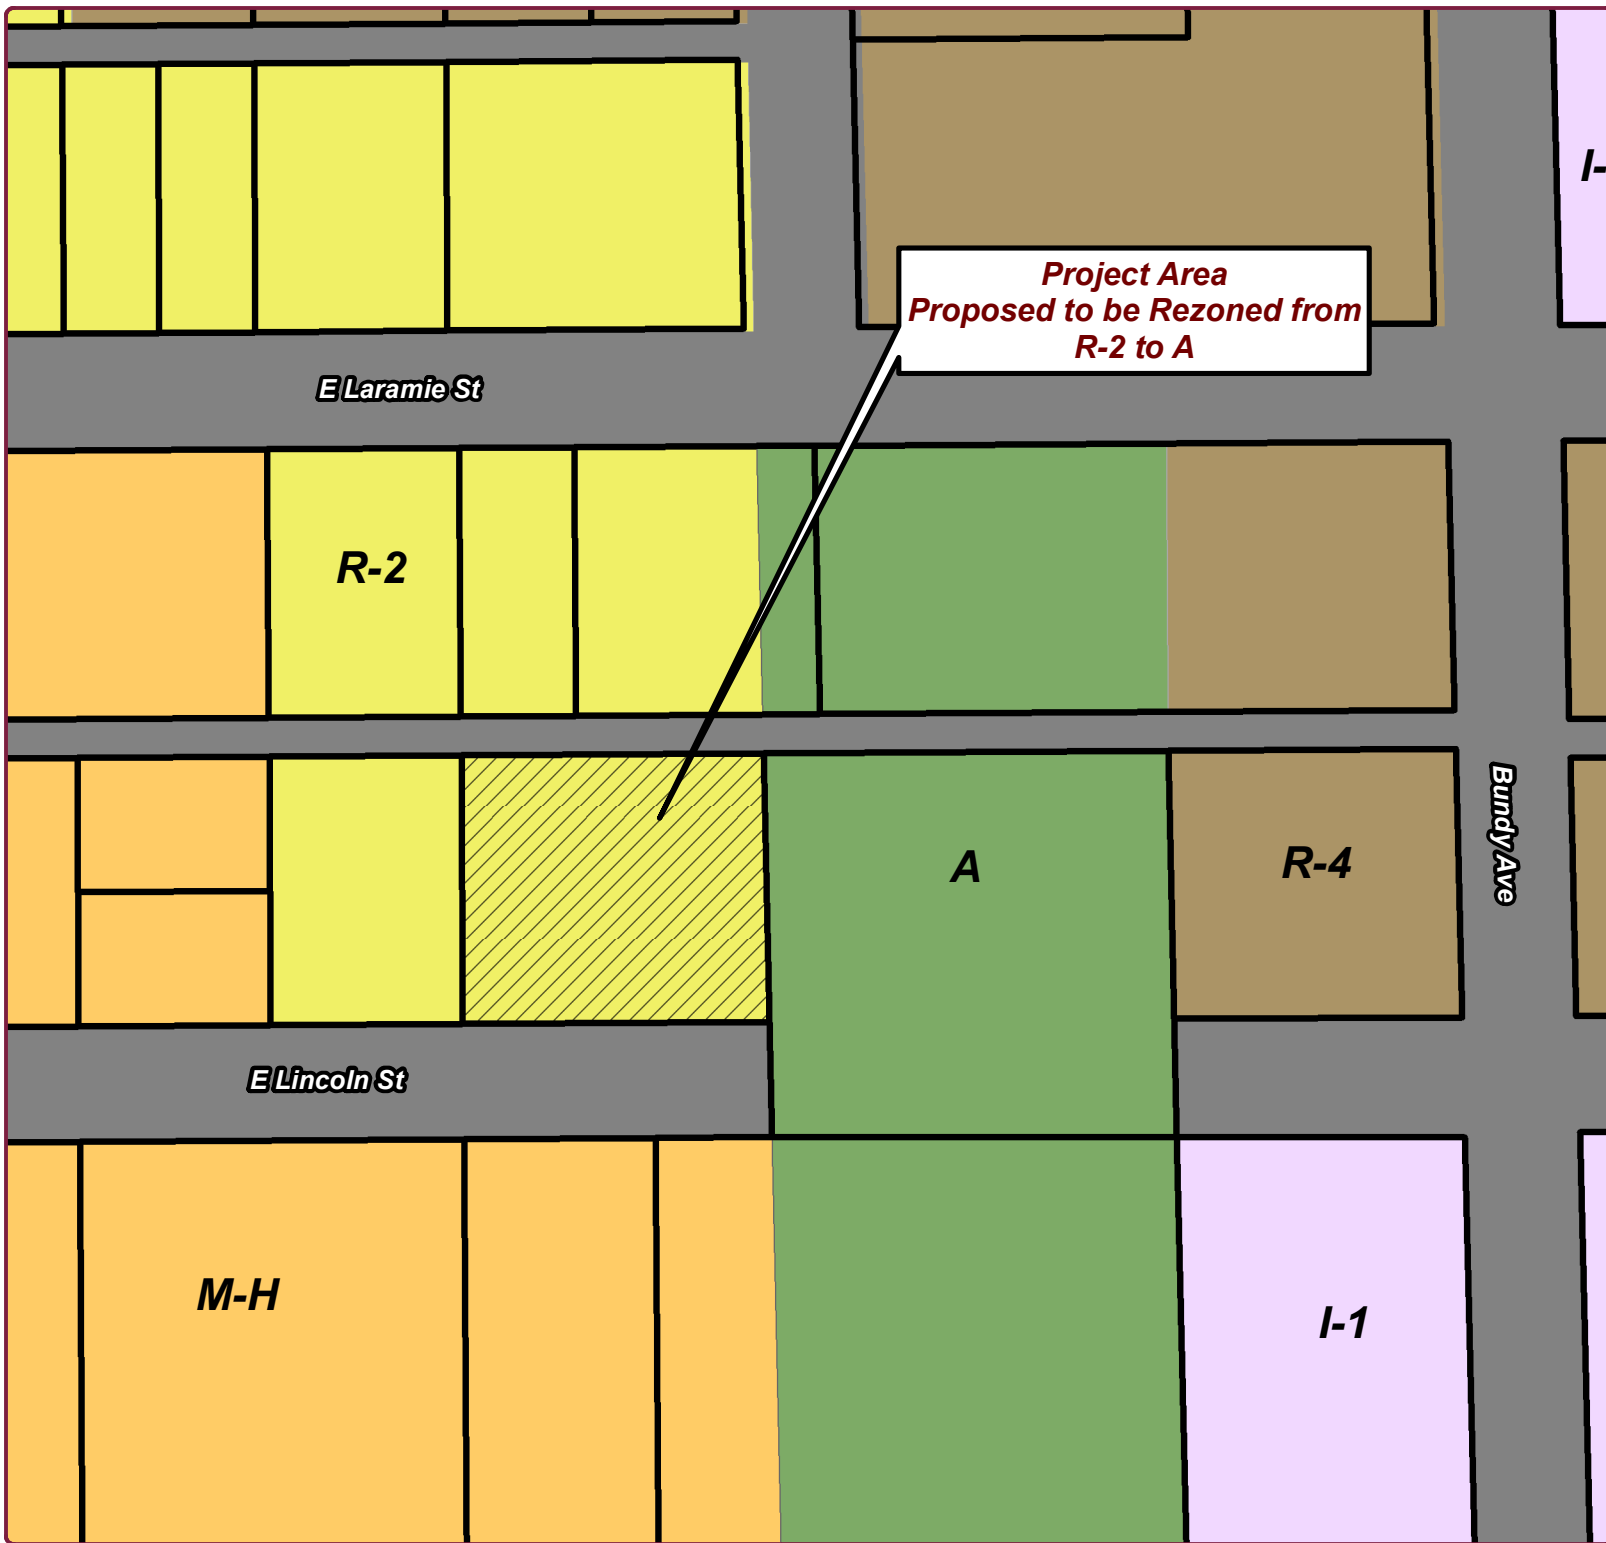 I-
Project Area
Proposed to be Rezoned from
R-2 to A
E Laramie St
R-2
A
R-4
Bundy Ave
E Lincoln St
M-H
I-1